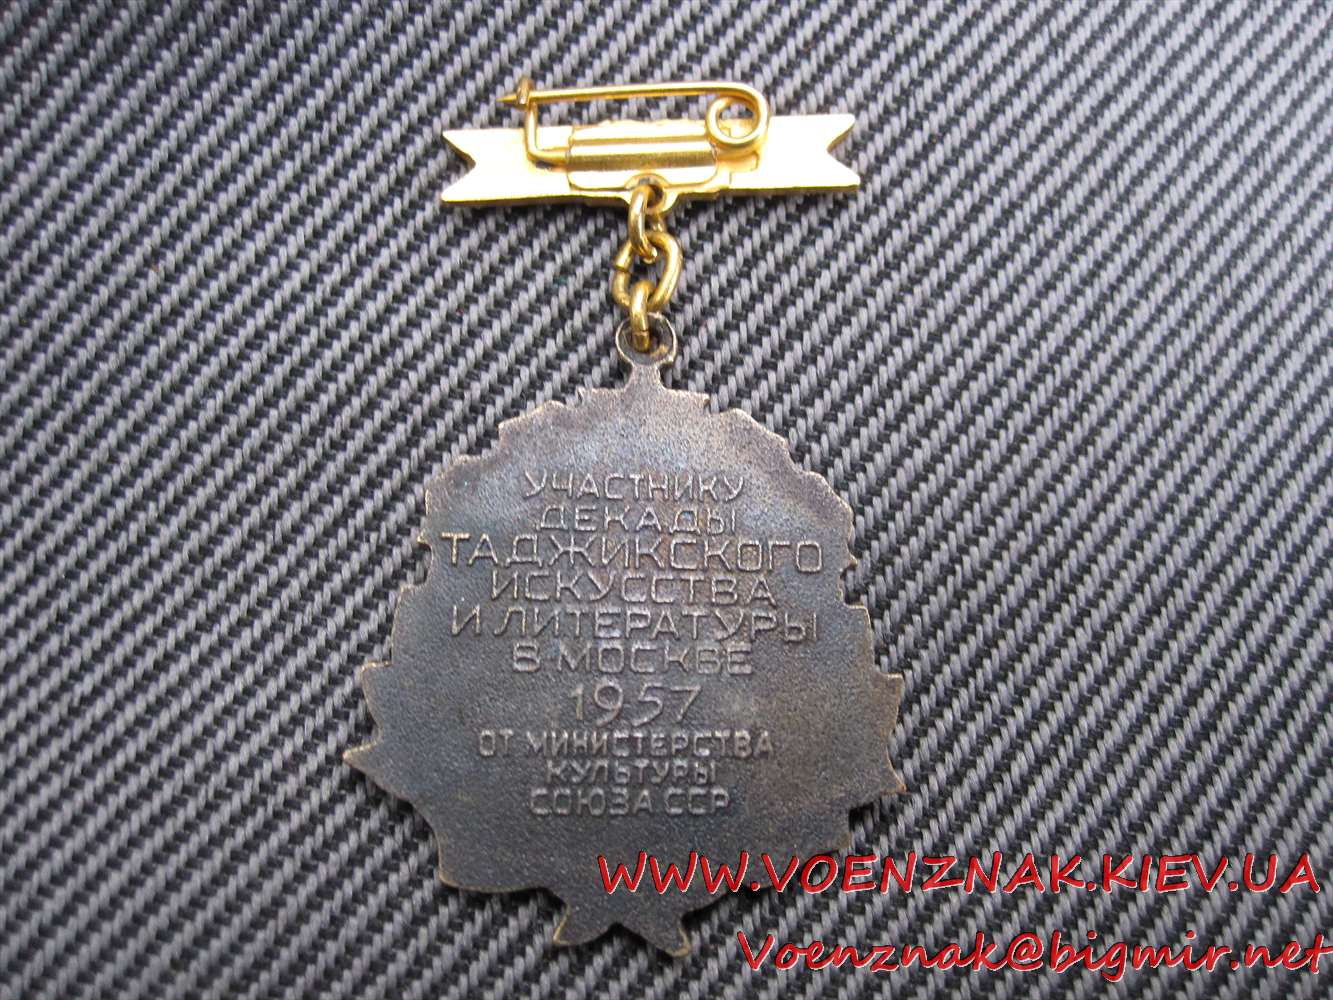 УЧАСТНИКУ
ДЕКАДЫ
ТАДЖИКСКОГО
ИСКУССТВА
И ЛИТЕРАТУРЫ
В МОСКВЕ
1957
ОТ МИНИСТЕРСТВА
КУЛЬТУРЫ
СОЮЗА ССР
WWW.VOENZNAK.KIEV.UA
Voenznak@bigmir.net